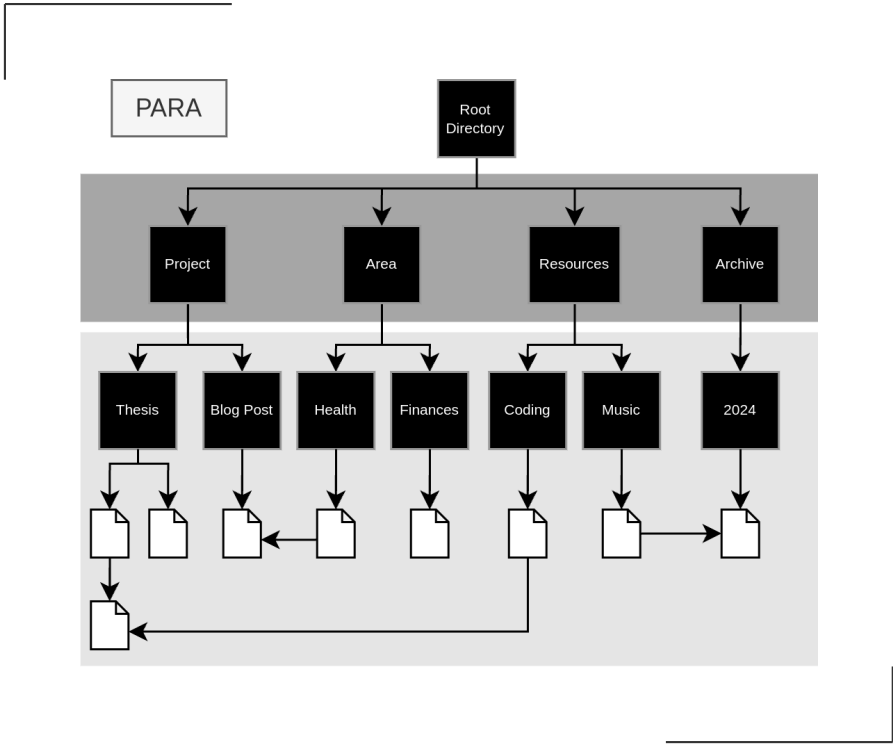 PARA
Root
Directory
Project
Area
Resources
Archive
Thesis
Blog Post
Health
Finances
Coding
Music
2024